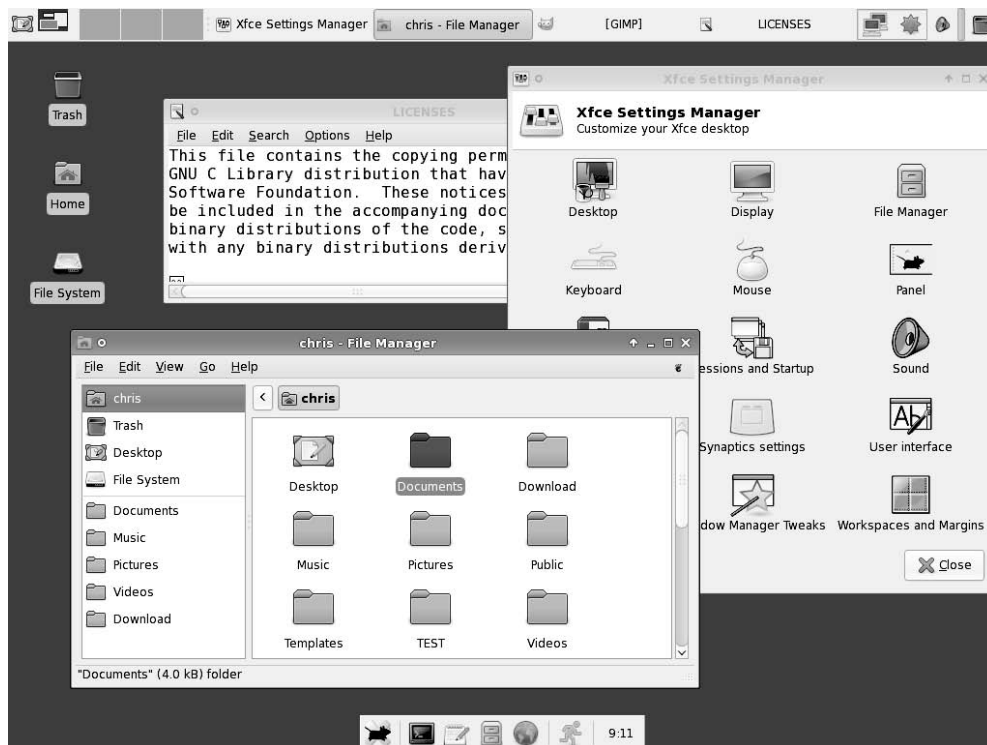 Xfce Settings Manager
chris - File Manager
[GIMP]
LICENSES
Trash
Home
File System
LICENSES
File Edit Search Options Help
This file contains the copying perm
GNU C Library distribution that hav
Software Foundation. These notices
be included in the accompanying doc
binary distributions of the code, s
with any binary distributions deriv
Xfce Settings Manager
Xfce Settings Manager
Customize your Xfce desktop
Desktop Display File Manager
Keyboard Mouse Panel
essions and Startup Sound
Synaptics settings User interface
dow Manager Tweaks Workspaces and Margins
Close
chris - File Manager
File Edit View Go Help
chris
Trash
Desktop
File System
Documents
Music
Pictures
Videos
Download
chris
Desktop Documents Download
Music Pictures Public
Templates TEST Videos
"Documents" (4.0 kB) folder
9:11